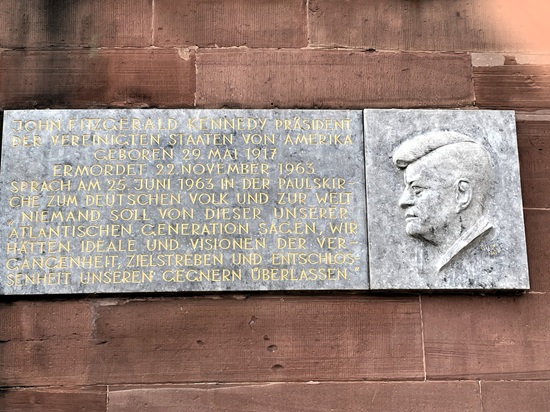 JOHN FITZGERALD KENNEDY PRÄSIDENT
DER VEREINIGTEN STAATEN VON AMERIKA
GEBOREN 29. MAI 1917
ERMORDET 22. NOVEMBER 1963
SPRACH AM 25. JUNI 1963 IN DER PAULSKIR-
CHE ZUM DEUTSCHEN VOLK UND ZUR WELT
NIEMAND SOLL VON DIESER UNSERER
ATLANTISCHEN GENERATION SAGEN, WIR
HÄTTEN IDEALE UND VISIONEN DER VER-
GANGENHEIT, ZIELSTREBEN UND ENTSCHLOS-
SENHEIT UNSEREN GEGNERN ÜBERLASSEN."